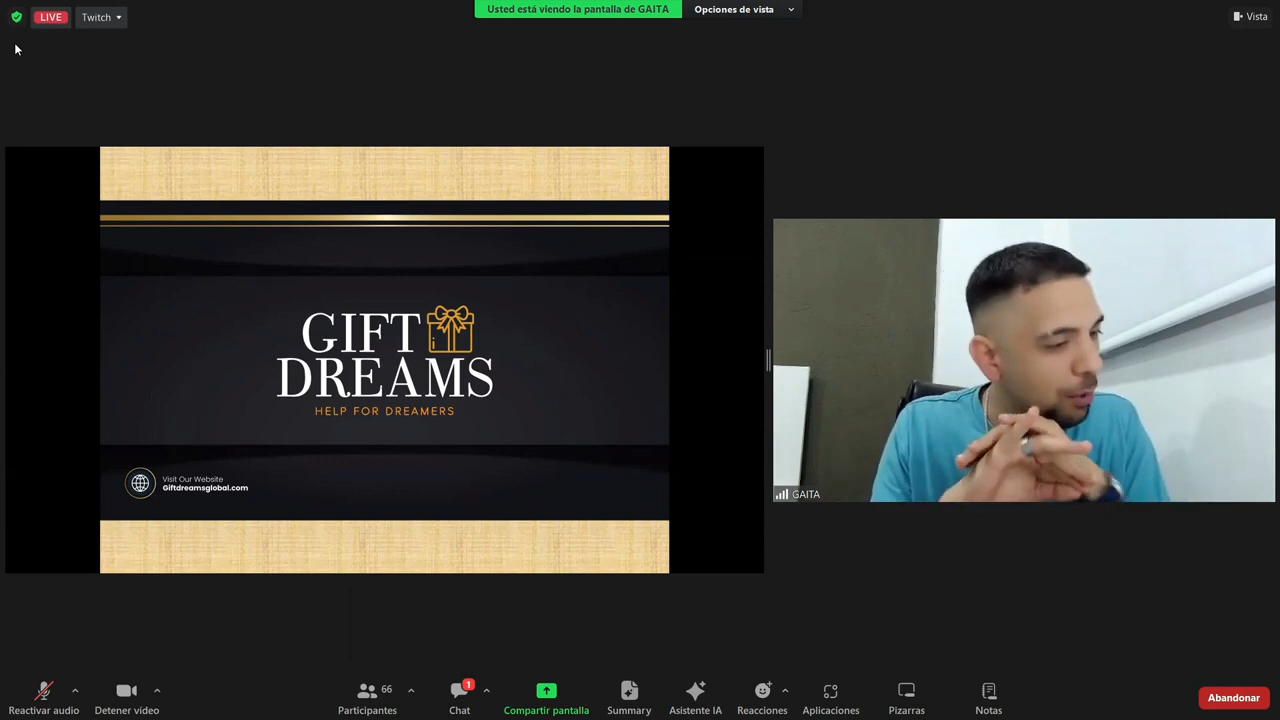 LIVE
Twitch
Usted está viendo la pantalla de GAITA
Opciones de vista
Vista
GIFT
DREAMS
HELP FOR DREAMERS
Visit Our Website
Giftdreamsglobal.com
GAITA
Reactivar audio
Detener video
66
Participantes
1
Chat
Compartir pantalla
Summary
Asistente IA
Reacciones
Aplicaciones
Pizarras
Notas
Abandonar